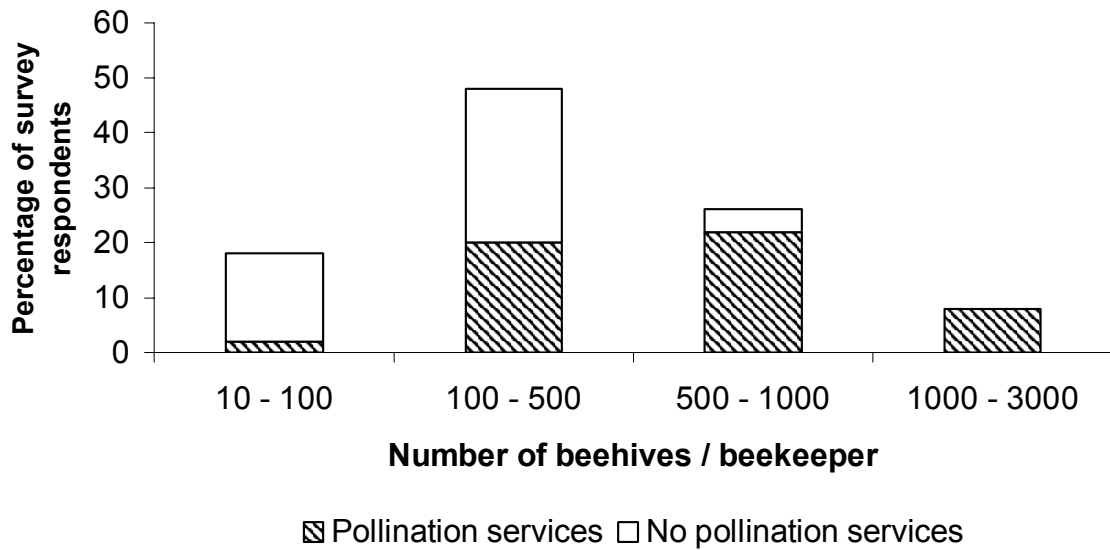 Percentage of survey
respondents
60
50
40
30
20
10
0
10 - 100
100 - 500
500 - 1000
1000 - 3000
Number of beehives / beekeeper
Pollination services
No pollination services